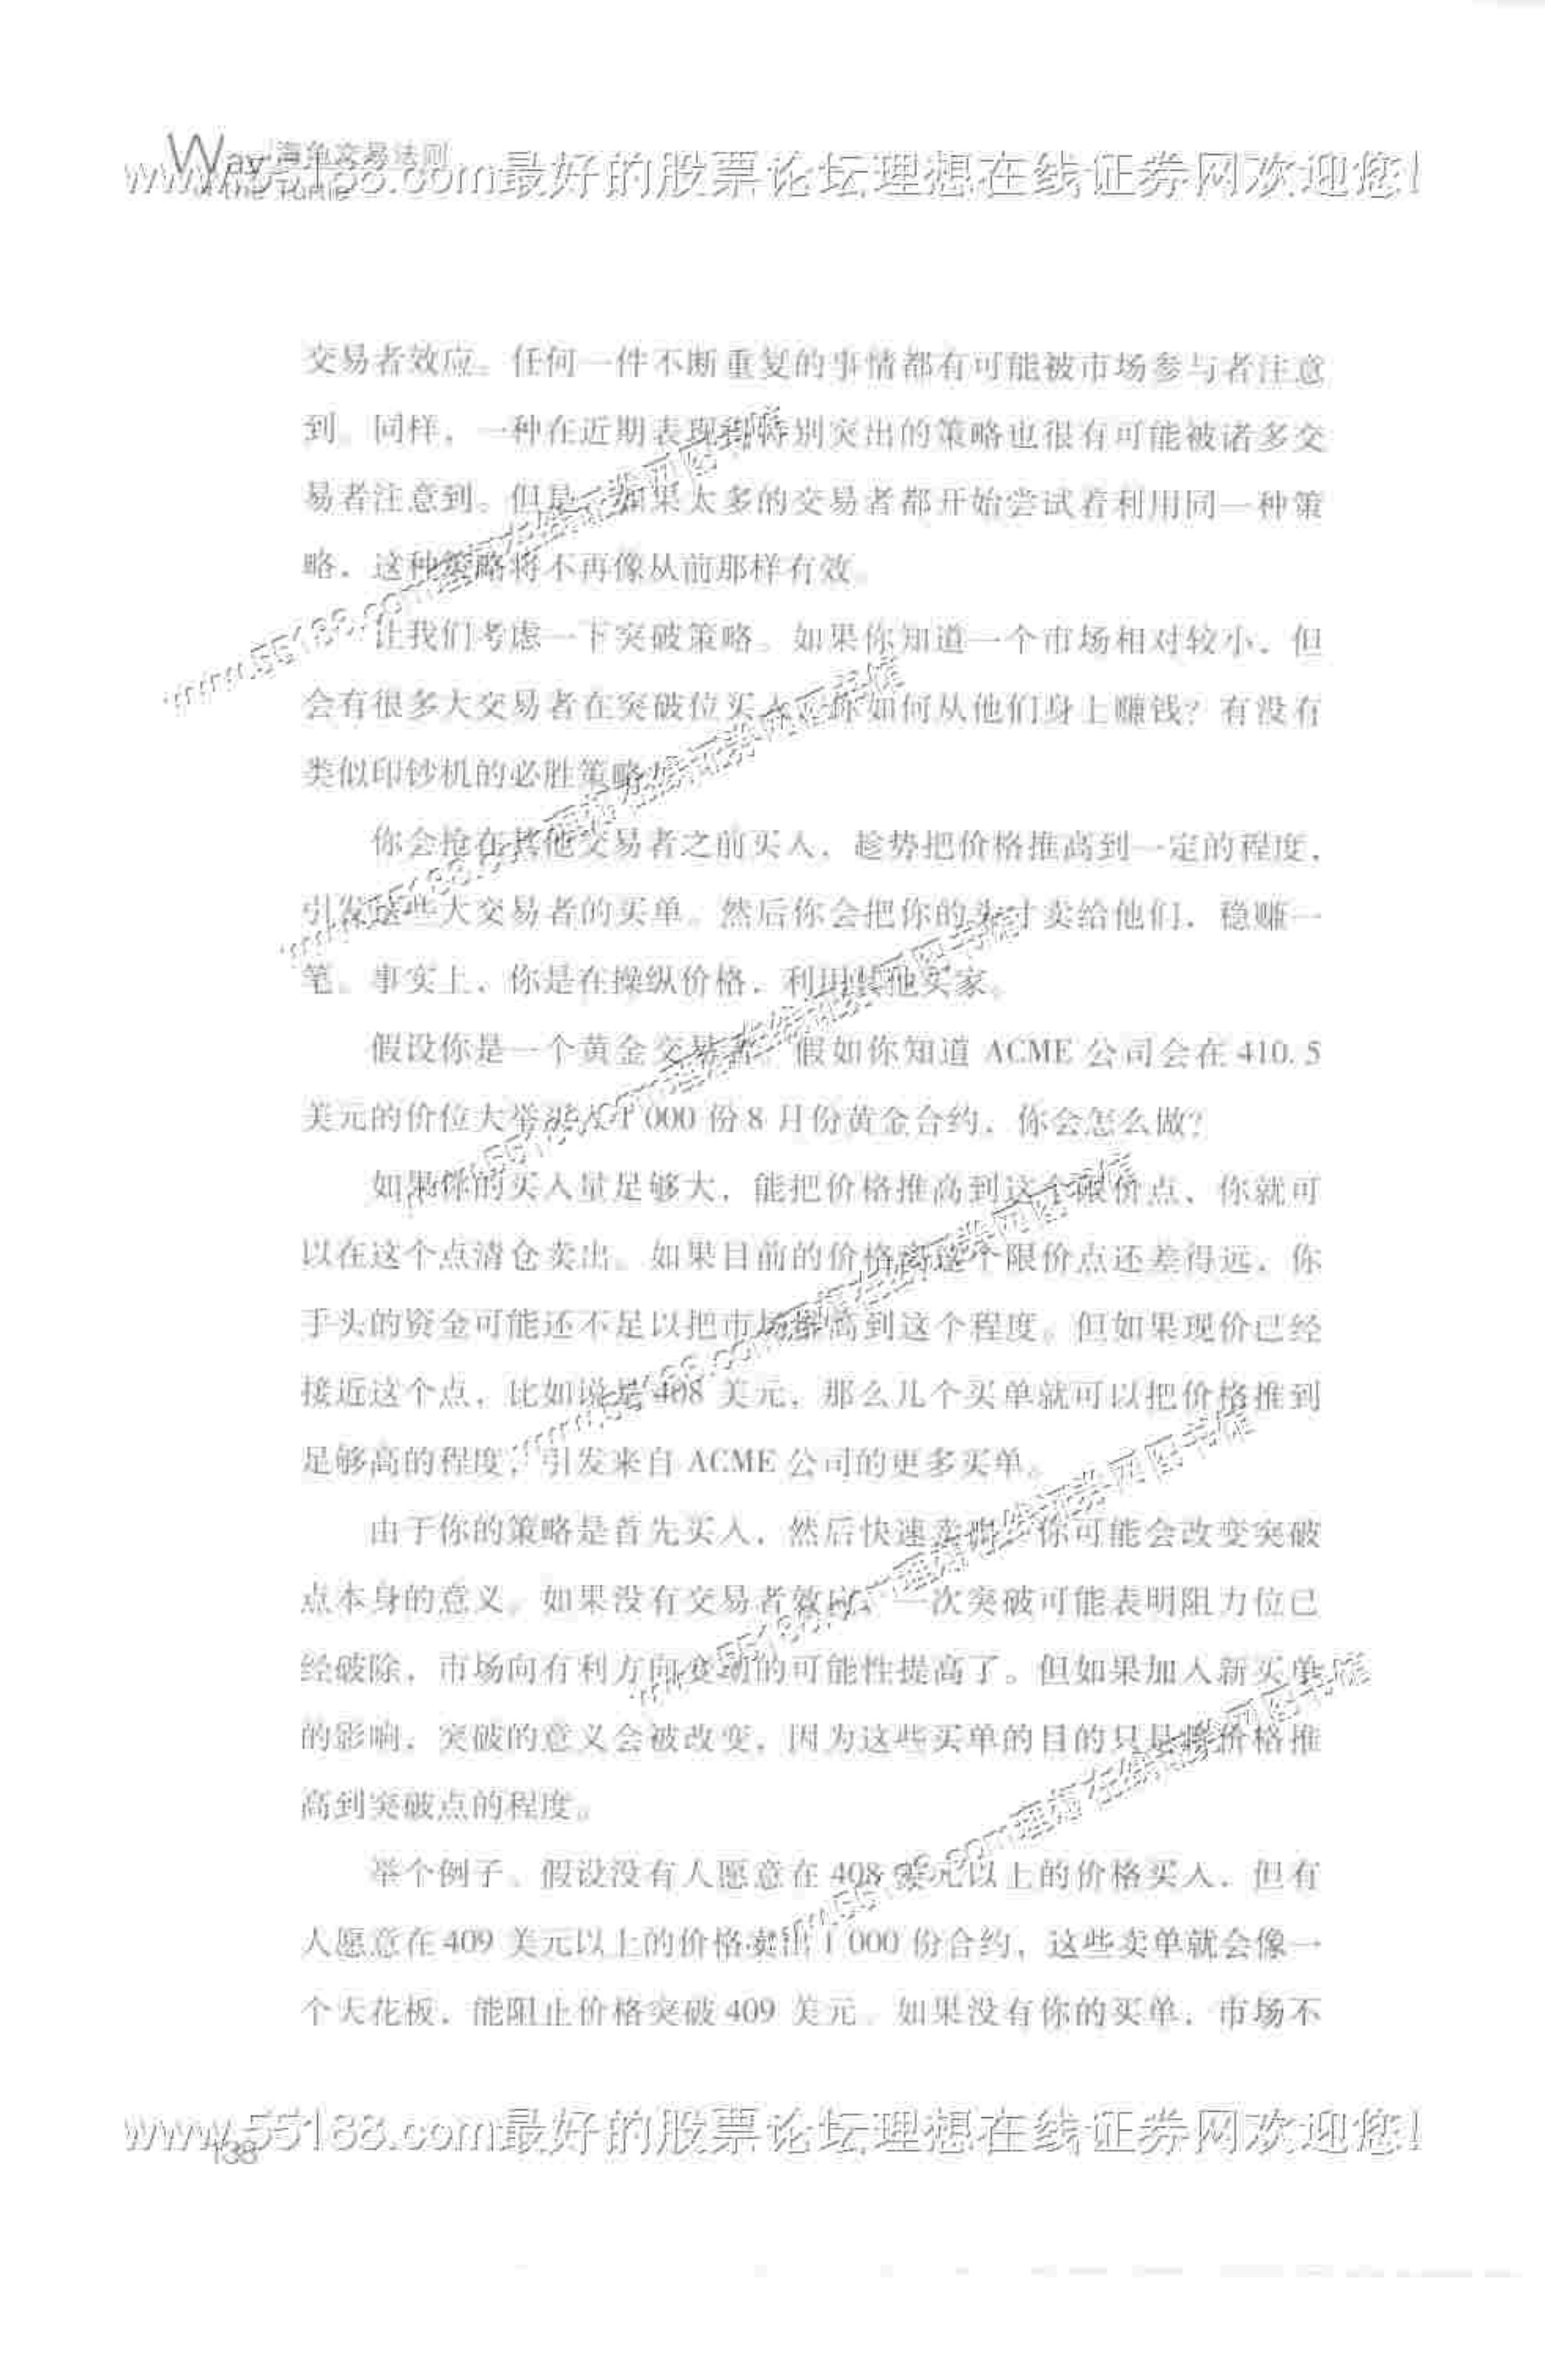 Way 海龟交易法则
of the Turtle
www.55188.com最好的股票论坛理想在线证券网欢迎您!
交易者效应。任何一件不断重复的事情都有可能被市场参与者注意
到。同样，一种在近期表现得特别突出的策略也很有可能被诸多交
易者注意到。但是，如果太多的交易者都开始尝试着利用同一种策
略，这种策略将不再像从前那样有效。
让我们考虑一下突破策略。如果你知道一个市场相对较小，但
会有很多大交易者在突破位买入，你如何从他们身上赚钱？有没有
类似印钞机的必胜策略？
你会抢在其他交易者之前买入，趁势把价格推高到一定的程度，
引发这些大交易者的买单。然后你会把你的头寸卖给他们，稳赚一
笔。事实上，你是在操纵价格，利用其他买家。
假设你是一个黄金交易者。假如你知道 ACME 公司会在 410.5
美元的价位大举买入 1 000 份 8 月份黄金合约，你会怎么做？
如果你的买入量足够大，能把价格推高到这个限价点，你就可
以在这个点清仓卖出。如果目前的价格离这个限价点还差得远，你
手头的资金可能还不足以把市场推高到这个程度。但如果现价已经
接近这个点，比如说是 408 美元，那么几个买单就可以把价格推到
足够高的程度，引发来自 ACME 公司的更多买单。
由于你的策略是首先买入，然后快速卖出，你可能会改变突破
点本身的意义。如果没有交易者效应，一次突破可能表明阻力位已
经破除，市场向有利方向变动的可能性提高了。但如果加入新买单
的影响，突破的意义会被改变，因为这些买单的目的只是将价格推
高到突破点的程度。
举个例子。假设没有人愿意在 408 美元以上的价格买入，但有
人愿意在 409 美元以上的价格卖出 1 000 份合约，这些卖单就会像一
个天花板，能阻止价格突破 409 美元。如果没有你的买单，市场不
www.55188.com最好的股票论坛理想在线证券网欢迎您!
138